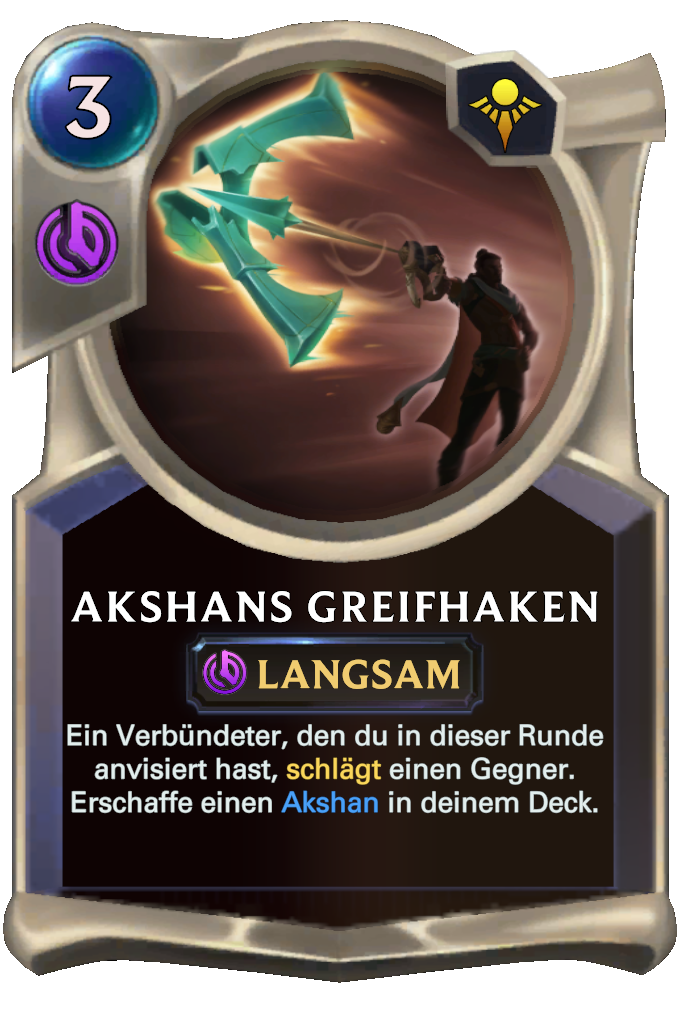 3
AKSHANS GREIFHAKEN
LANGSAM
Ein Verbündeter, den du in dieser Runde
anvisiert hast, schlägt einen Gegner.
Erschaffe einen Akshan in deinem Deck.